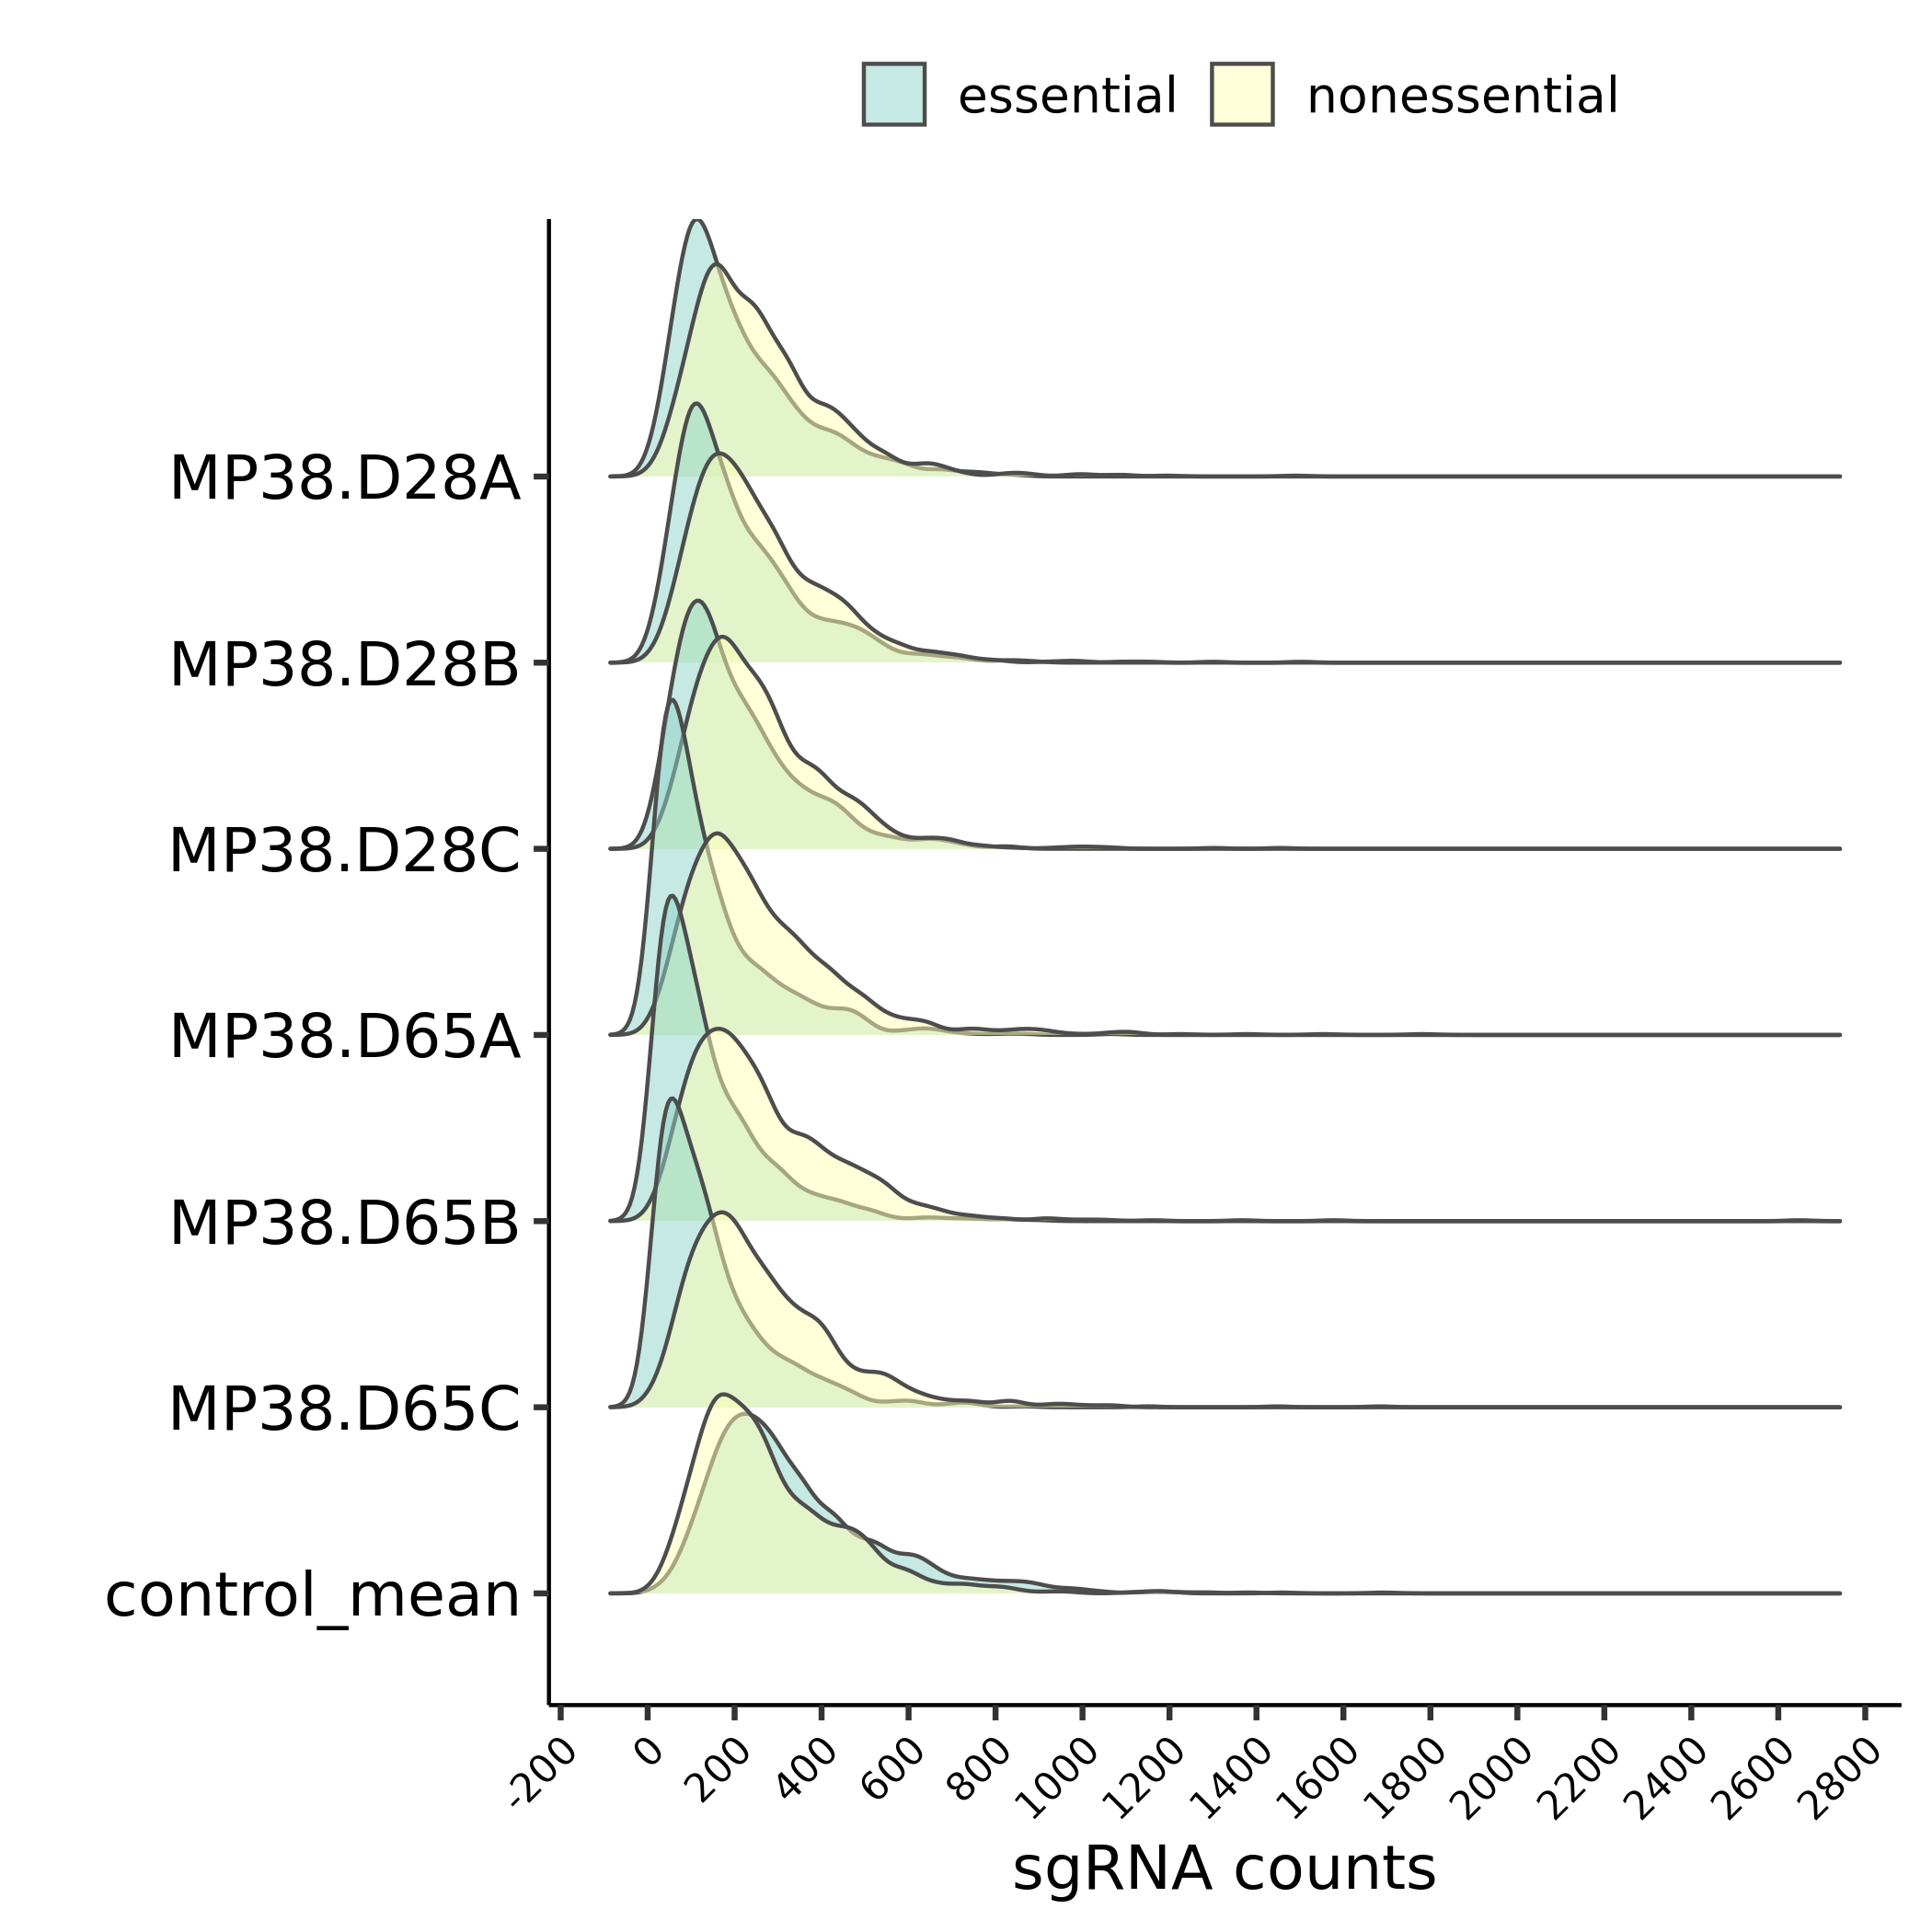 essential nonessential
MP38.D28A
MP38.D28B
MP38.D28C
MP38.D65A
MP38.D65B
MP38.D65C
control_mean
-200 0 200 400 600 800 1000 1200 1400 1600 1800 2000 2200 2400 2600 2800
sgRNA counts